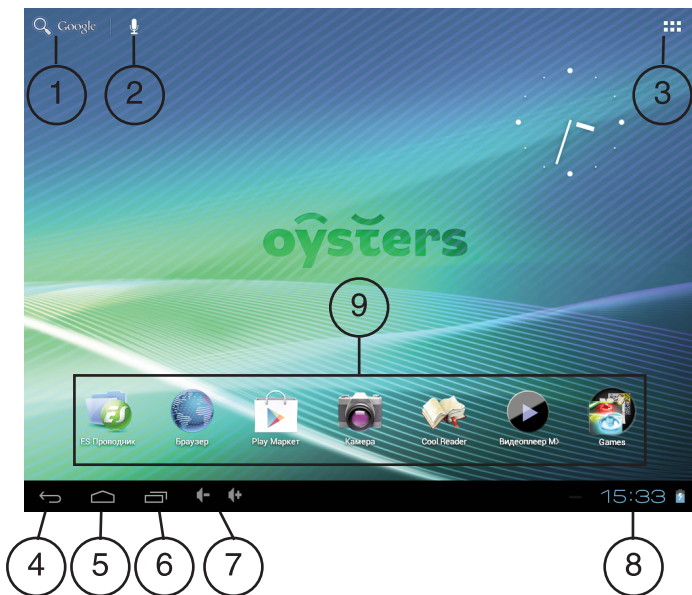 Google
1
2
3
oysters
9
ES Проводник
Браузер
Play Маркет
Камера
Cool Reader
Видеоплеер MX
Games
15:33
4
5
6
7
8